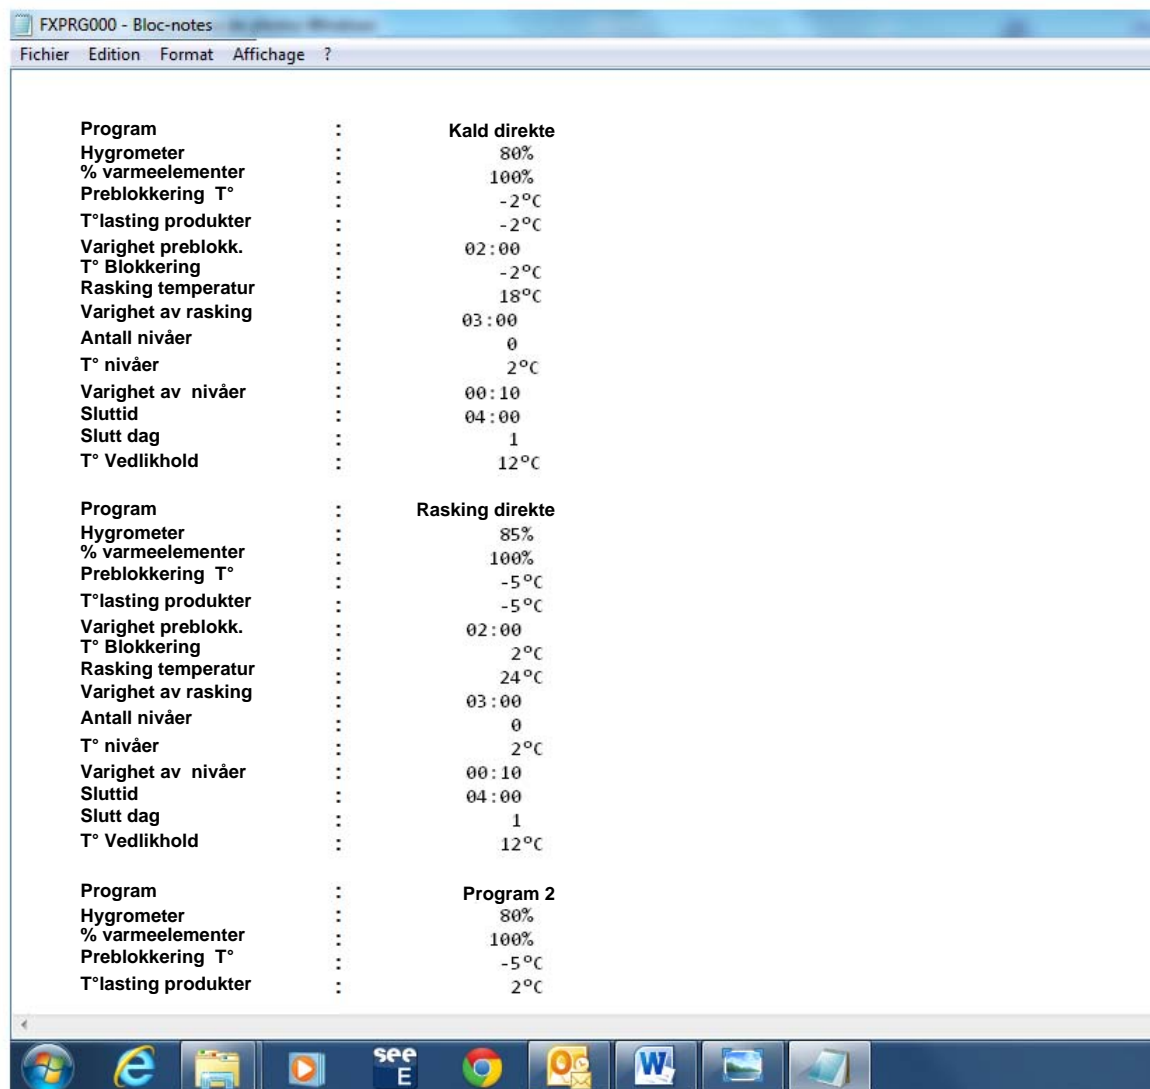 FXPRG000 - Bloc-notes
Fichier Edition Format Affichage ?
Program : Kald direkte
Hygrometer : 80%
% varmeelementer : 100%
Preblokkering T° : -2°C
T°lasting produkter : -2°C
Varighet preblokk. : 02:00
T° Blokkering : -2°C
Rasking temperatur : 18°C
Varighet av rasking : 03:00
Antall nivåer : 0
T° nivåer : 2°C
Varighet av nivåer : 00:10
Sluttid : 04:00
Slutt dag : 1
T° Vedlikhold : 12°C
Program : Rasking direkte
Hygrometer : 85%
% varmeelementer : 100%
Preblokkering T° : -5°C
T°lasting produkter : -5°C
Varighet preblokk. : 02:00
T° Blokkering : 2°C
Rasking temperatur : 24°C
Varighet av rasking : 03:00
Antall nivåer : 0
T° nivåer : 2°C
Varighet av nivåer : 00:10
Sluttid : 04:00
Slutt dag : 1
T° Vedlikhold : 12°C
Program : Program 2
Hygrometer : 80%
% varmeelementer : 100%
Preblokkering T° : -5°C
T°lasting produkter : 2°C
see
E